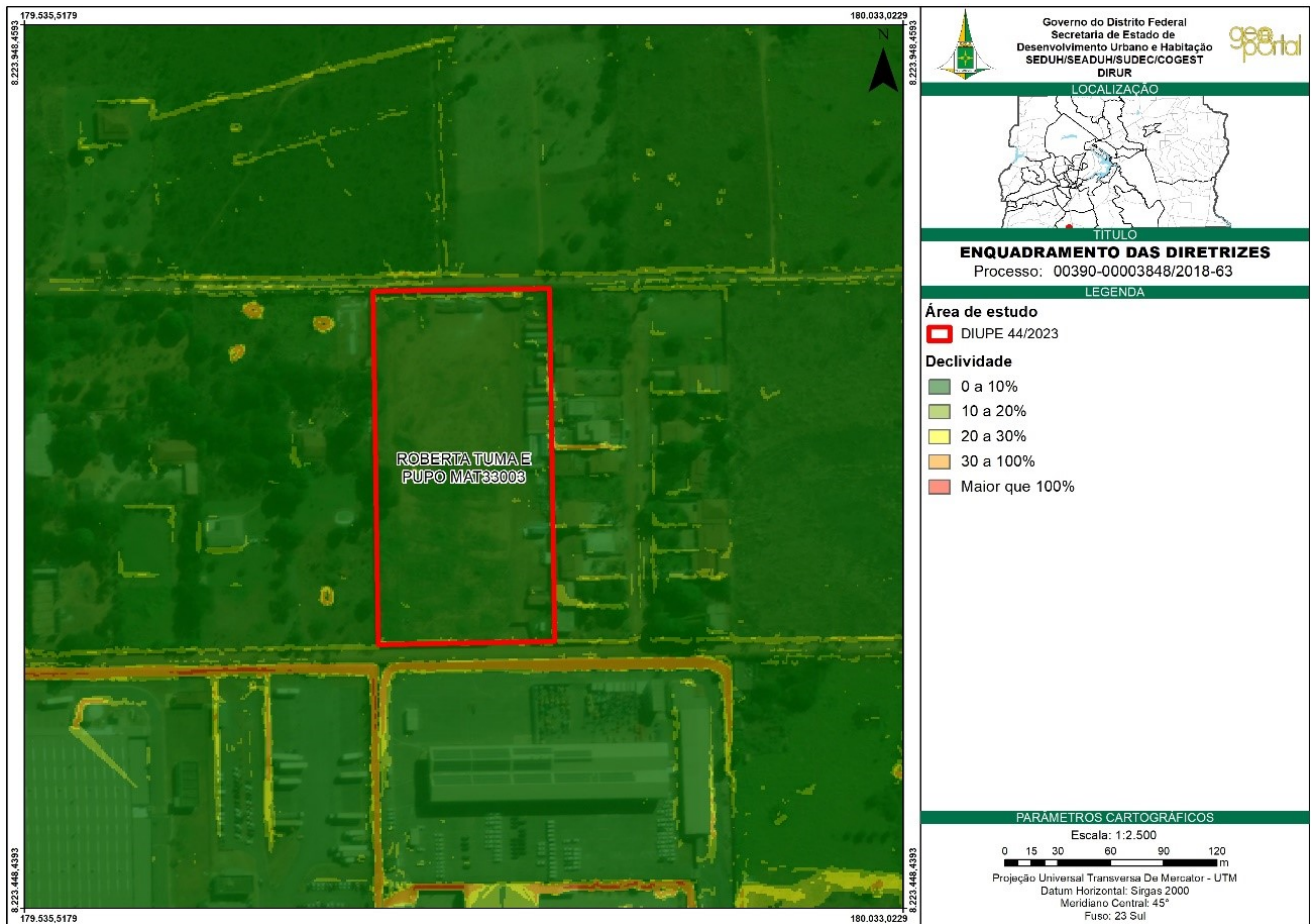 179.535,5179
180.033,0229
8.223.948,4593
8.223.948,4593
N
ROBERTA TUMA E
PUPO MAT33003
8.223.448,4393
8.223.448,4393
179.535,5179
180.033,0229
Governo do Distrito Federal
Secretaria de Estado de
Desenvolvimento Urbano e Habitação
SEDUH/SEADUH/SUDEC/COGEST
DIRUR
geo
portal
LOCALIZAÇÃO
TÍTULO
ENQUADRAMENTO DAS DIRETRIZES
Processo: 00390-00003848/2018-63
LEGENDA
Área de estudo
DIUPE 44/2023
Declividade
0 a 10%
10 a 20%
20 a 30%
30 a 100%
Maior que 100%
PARÂMETROS CARTOGRÁFICOS
Escala: 1:2.500
0 15 30 60 90 120
m
Projeção Universal Transversa De Mercator - UTM
Datum Horizontal: Sirgas 2000
Meridiano Central: 45°
Fuso: 23 Sul